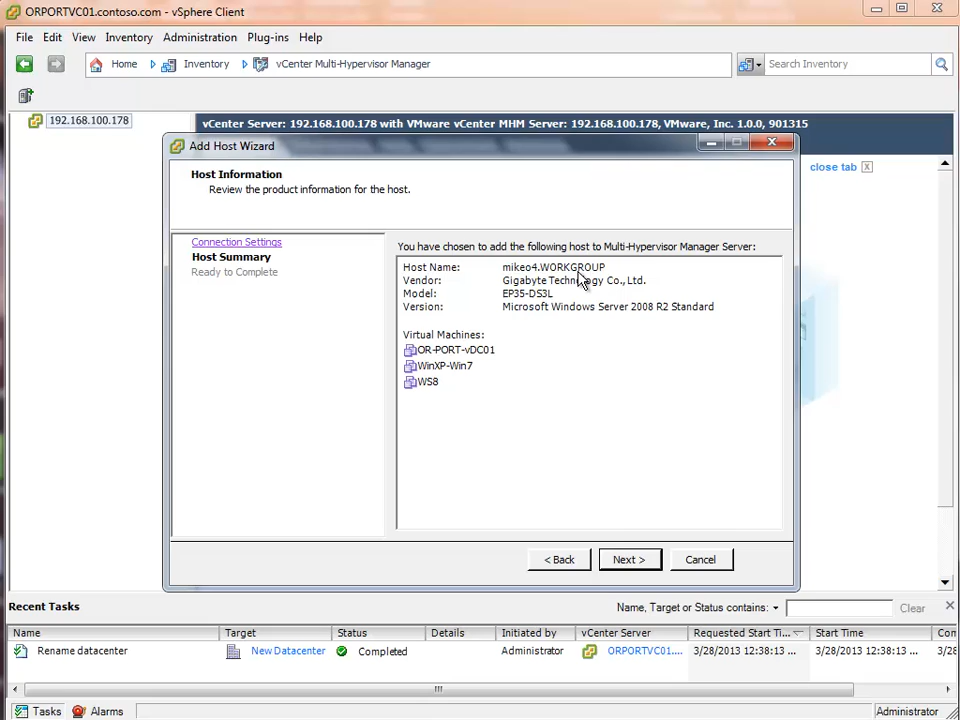 ORPORTVC01.contoso.com - vSphere Client
File Edit View Inventory Administration Plug-ins Help
Home Inventory vCenter Multi-Hypervisor Manager Search Inventory
192.168.100.178
vCenter Server: 192.168.100.178 with VMware vCenter MHM Server: 192.168.100.178, VMware, Inc. 1.0.0, 901315
close tab X
Add Host Wizard
Host Information
Review the product information for the host.
Connection Settings
Host Summary
Ready to Complete
You have chosen to add the following host to Multi-Hypervisor Manager Server:
Host Name: mikeo4.WORKGROUP
Vendor: Gigabyte Technology Co., Ltd.
Model: EP35-DS3L
Version: Microsoft Windows Server 2008 R2 Standard
Virtual Machines:
OR-PORT-vDC01
WinXP-Win7
WS8
< Back Next > Cancel
Recent Tasks Name, Target or Status contains: Clear
Name Target Status Details Initiated by vCenter Server Requested Start Ti... Start Time Com
Rename datacenter New Datacenter Completed Administrator ORPORTVC01.... 3/28/2013 12:38:13 ... 3/28/2013 12:38:13 ... 3/28
Tasks Alarms Administrator